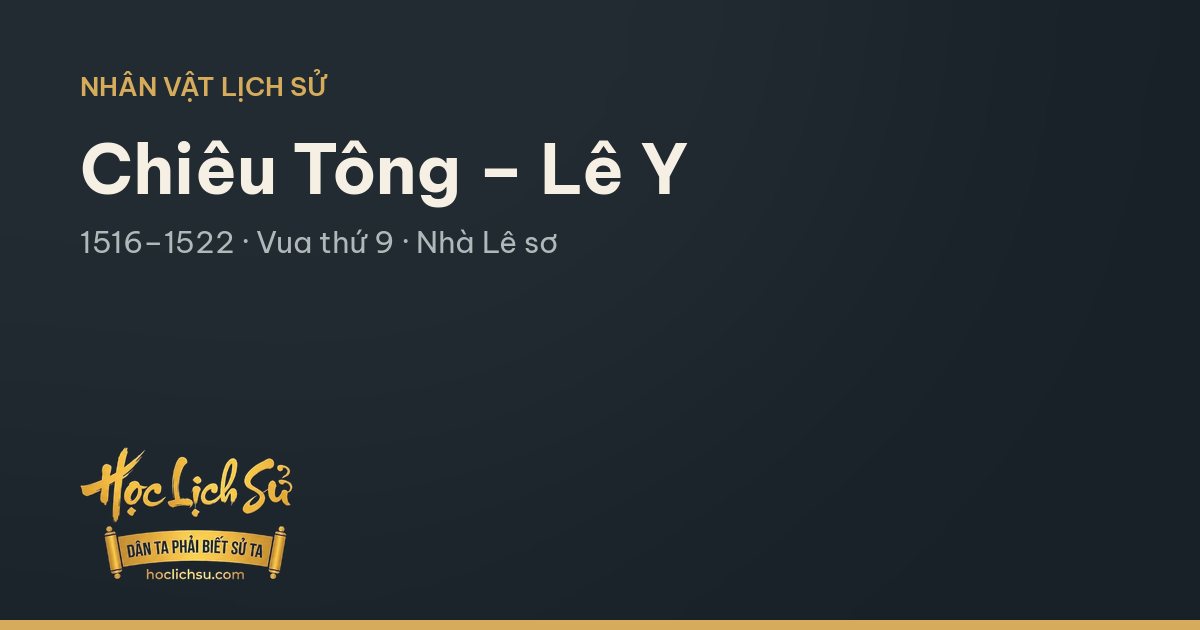 NHÂN VẬT LỊCH SỬ
Chiêu Tông – Lê Y
1516–1522 · Vua thứ 9 · Nhà Lê sơ
Học Lịch Sử
DÂN TA PHẢI BIẾT SỬ TA
hoclichsu.com